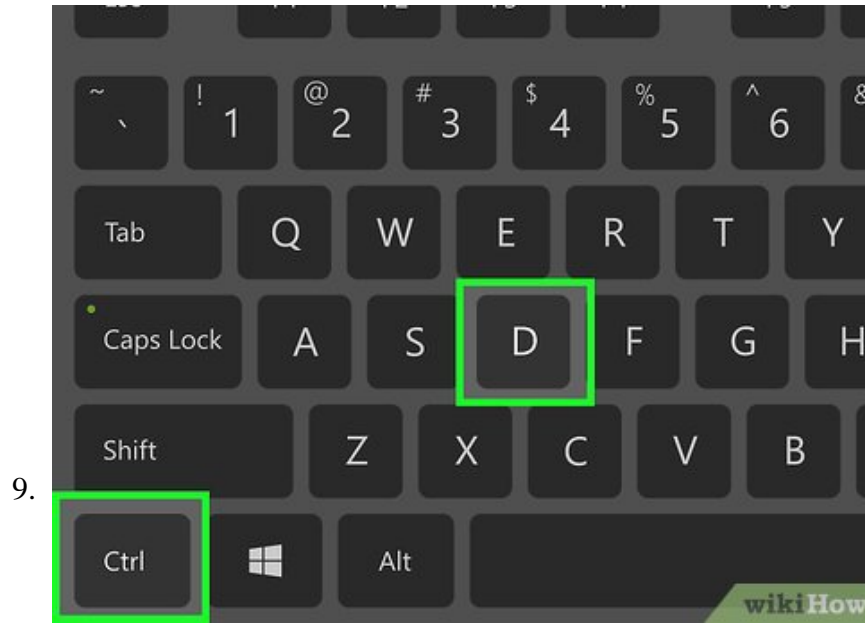 ~ ! @ # $ % ^ &
` 1 2 3 4 5 6
Tab Q W E R T Y
Caps Lock A S D F G H
Shift Z X C V B
9.
Ctrl Alt
wikiHow